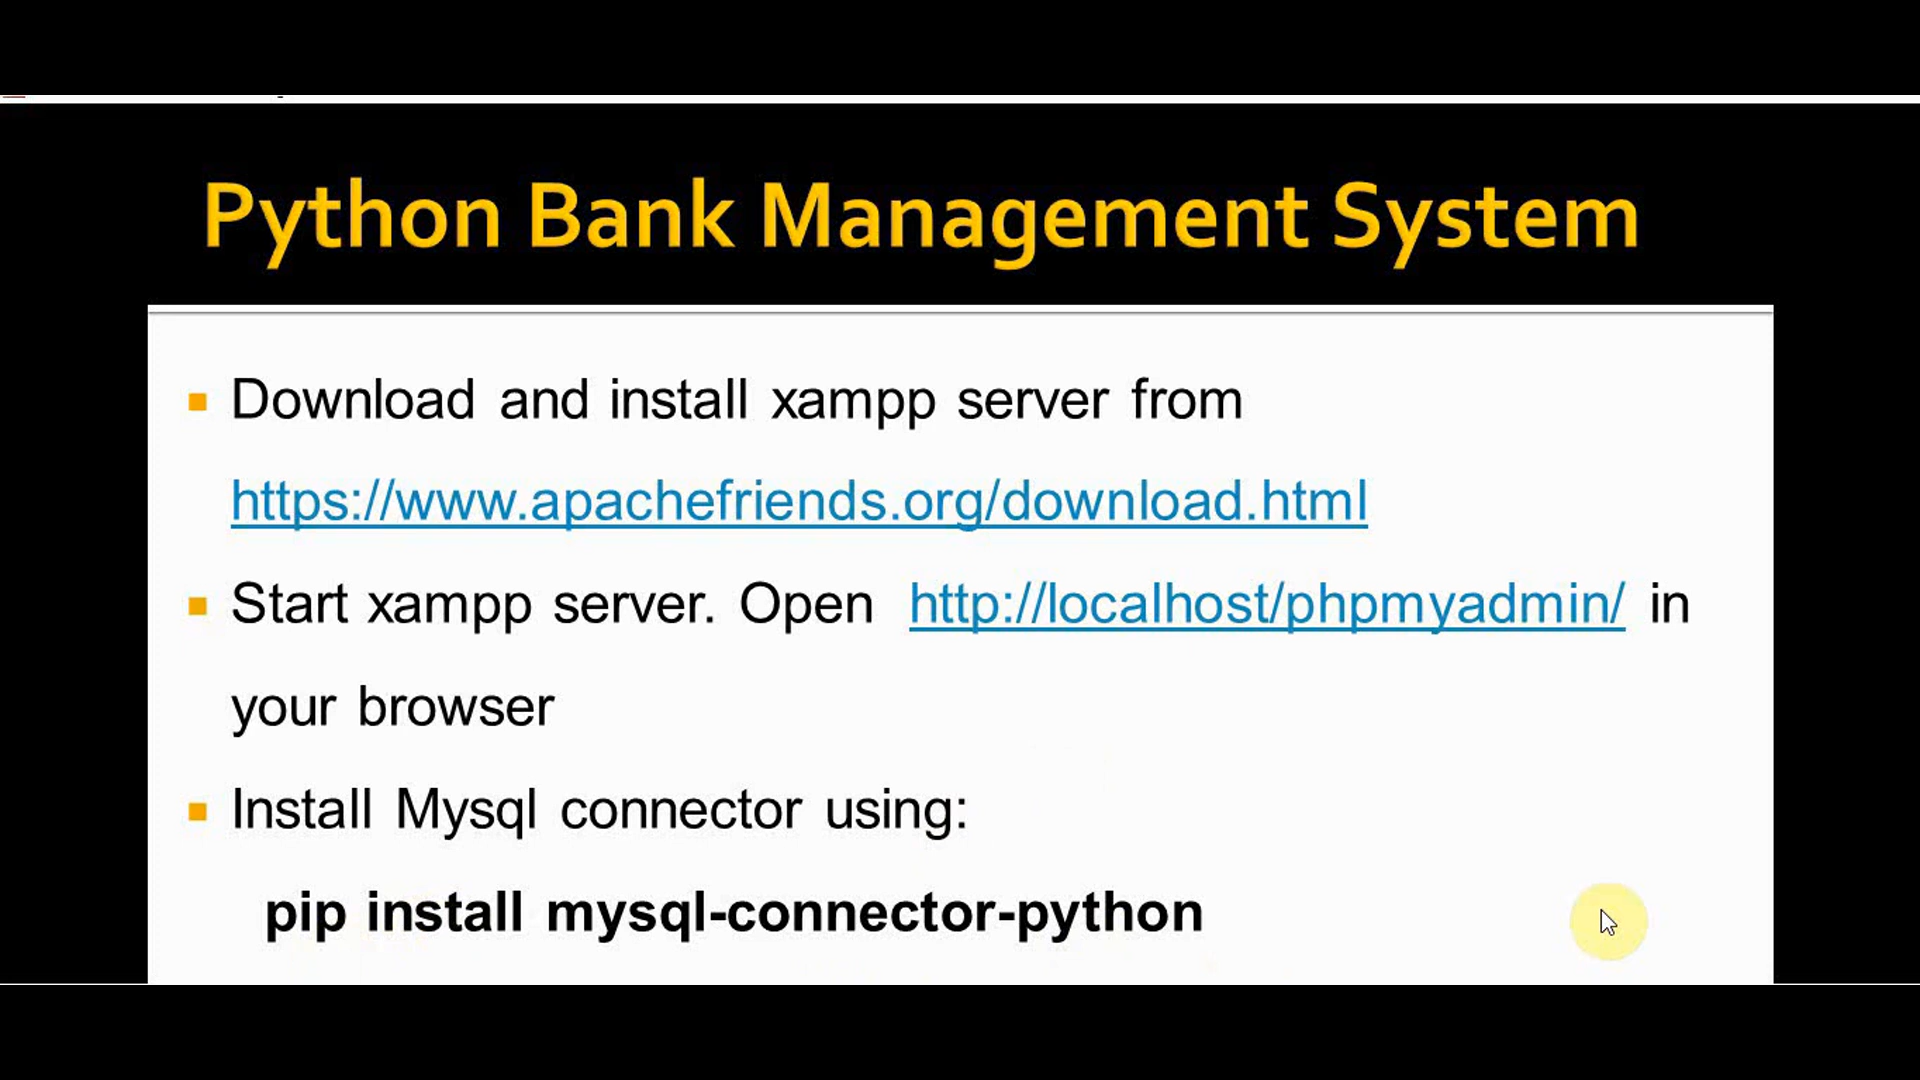 Python Bank Management System
Download and install xampp server from
https://www.apachefriends.org/download.html
Start xampp server. Open http://localhost/phpmyadmin/ in
your browser
Install Mysql connector using:
pip install mysql-connector-python